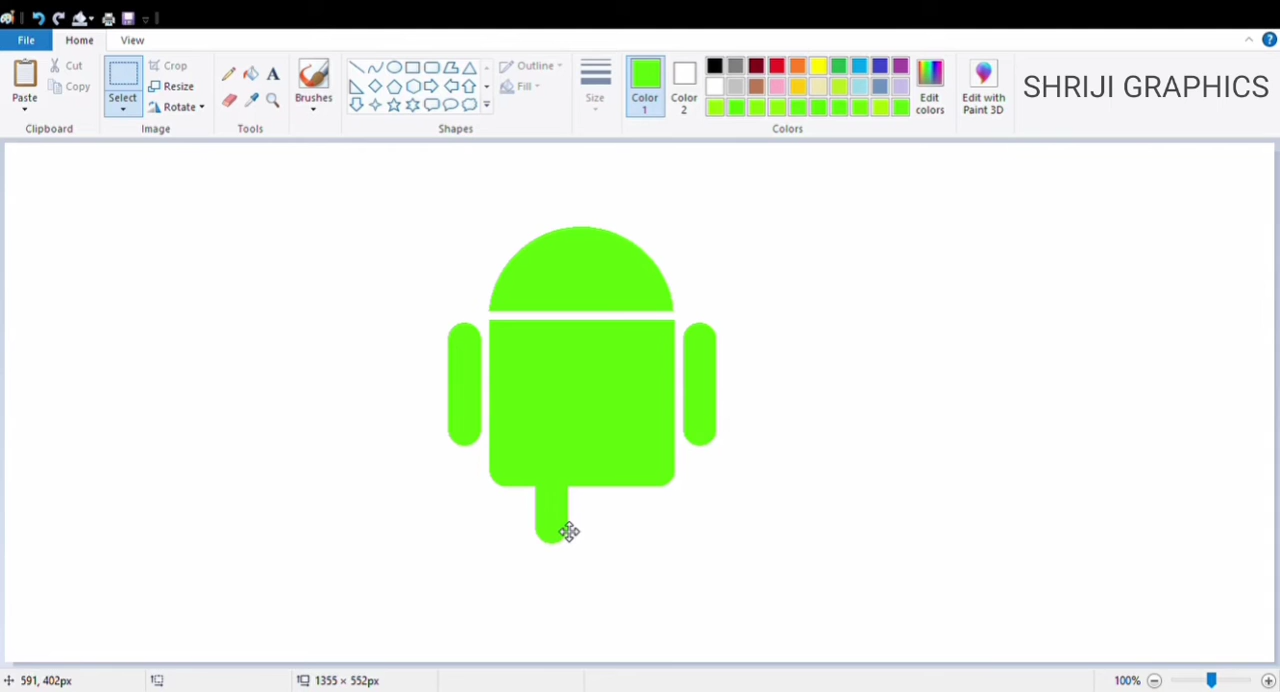 File Home View
Paste
Cut
Copy
Clipboard
Select
Crop
Resize
Rotate
Image
A
Tools
Brushes
Outline
Fill
Shapes
Size
Color
1
Color
2
Edit
colors
Colors
Edit with
Paint 3D
SHRIJI GRAPHICS
591, 402px
1355 × 552px
100%